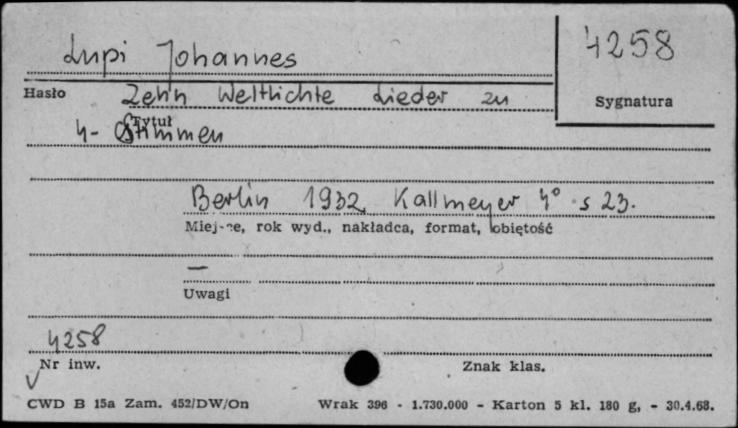 Lupi Johannes
4258
Hasło
Zehn Weltlichte Lieder zu
Sygnatura
Tytuł
4- Stimmen
Berlin 1932, Kallmeyer 4° s 23.
Miejsce, rok wyd., nakładca, format, objętość
—
Uwagi
4258
Nr inw.
Znak klas.
CWD B 15a Zam. 452/DW/On Wrak 396 - 1.730.000 - Karton 5 kl. 180 g, - 30.4.68.